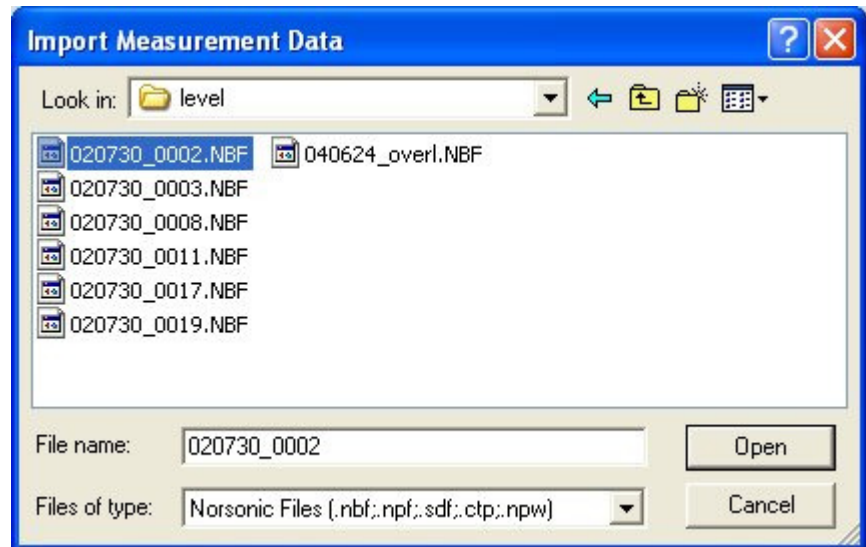 Import Measurement Data
Look in: level
020730_0002.NBF 040624_overl.NBF
020730_0003.NBF
020730_0008.NBF
020730_0011.NBF
020730_0017.NBF
020730_0019.NBF
File name: 020730_0002 Open
Files of type: Norsonic Files (.nbf;.npf;.sdf;.ctp;.npw) Cancel